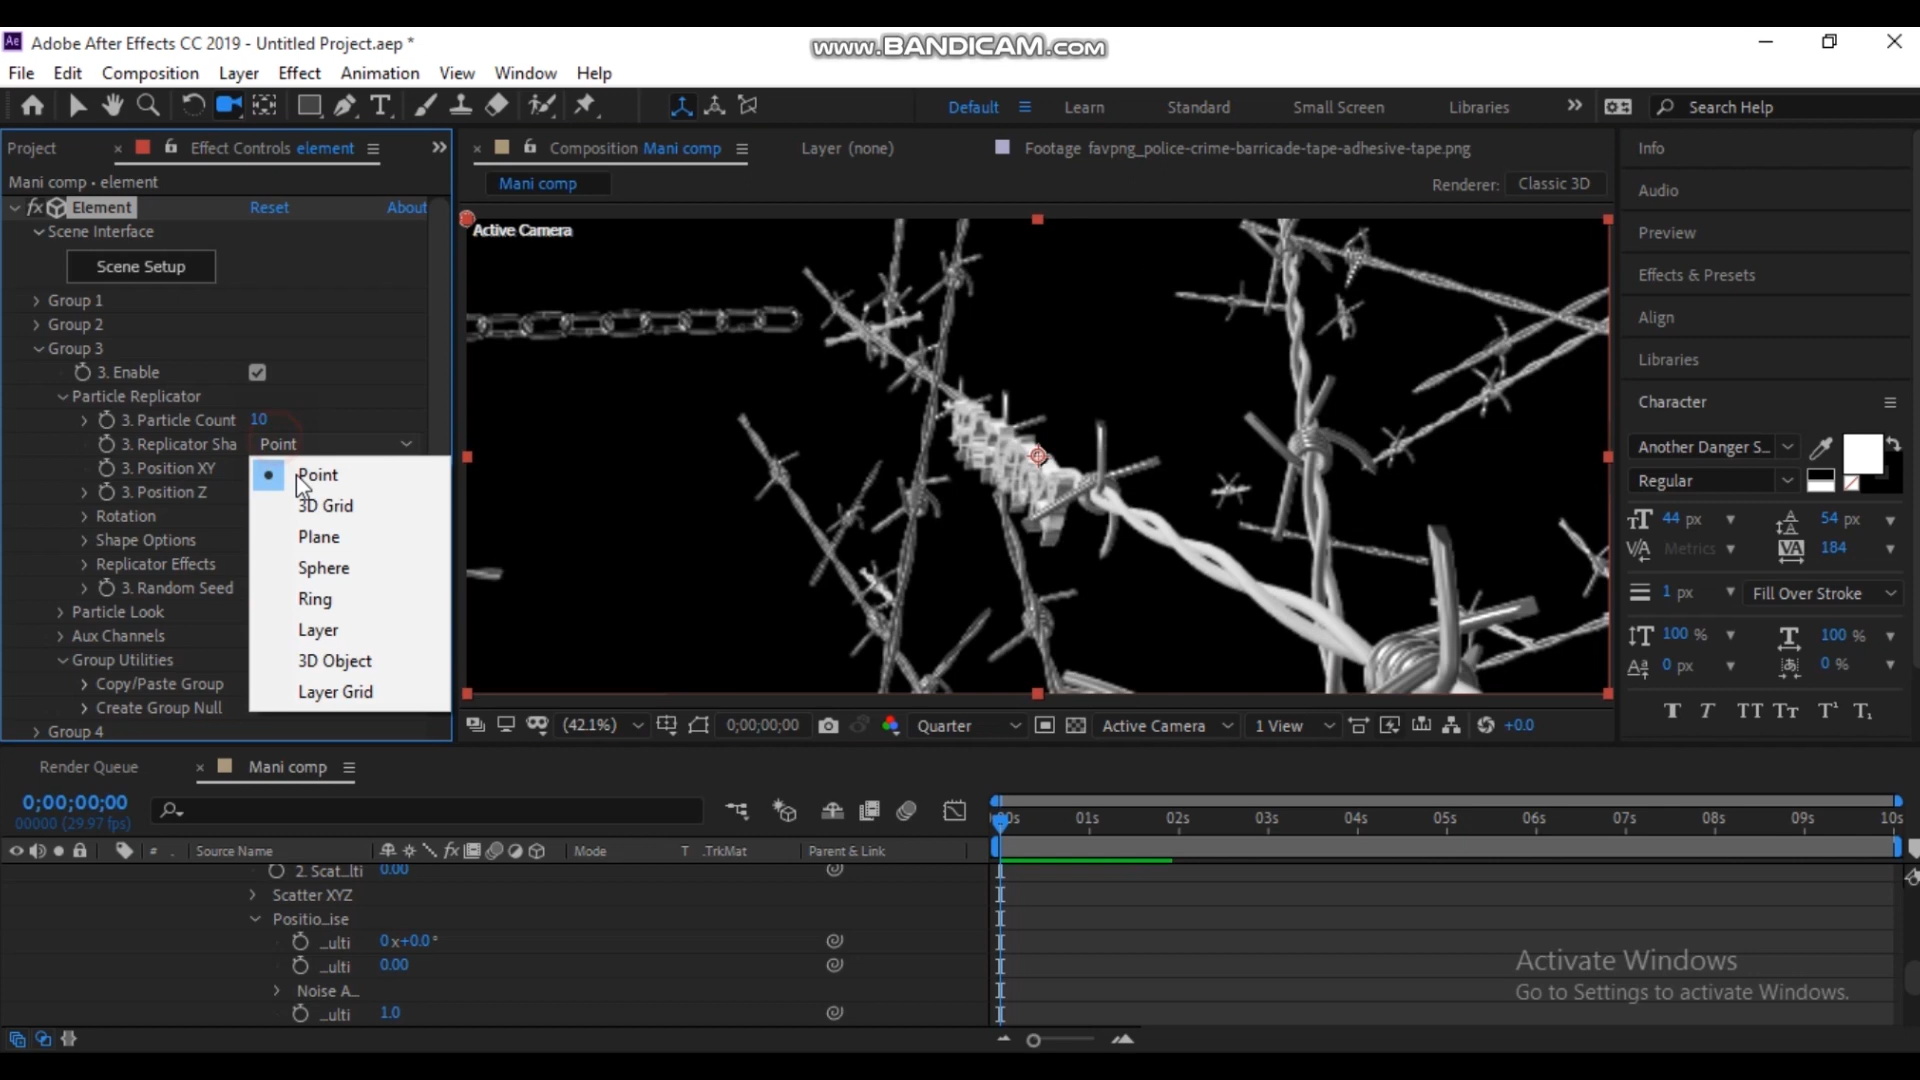 Adobe After Effects CC 2019 - Untitled Project.aep *
www.BANDICAM.com
File Edit Composition Layer Effect Animation View Window Help
Default Learn Standard Small Screen Libraries Search Help
Project Effect Controls element
Composition Mani comp Layer (none) Footage favpng_police-crime-barricade-tape-adhesive-tape.png
Info
Mani comp • element
Mani comp
Renderer: Classic 3D
Audio
Element Reset About
Active Camera
Scene Interface
Preview
Scene Setup
Effects & Presets
Group 1
Group 2
Align
Group 3
Libraries
3. Enable
Particle Replicator
Character
3. Particle Count 10
3. Replicator Sha Point
Another Danger S...
3. Position XY
Point
Regular
3. Position Z
3D Grid
Rotation
44 px 54 px
Shape Options
Plane
Metrics 184
Replicator Effects
Sphere
3. Random Seed
Ring
1 px Fill Over Stroke
Particle Look
Layer
Aux Channels
100 % 100 %
Group Utilities
3D Object
0 px 0 %
Copy/Paste Group
Layer Grid
Create Group Null
T T TT Tт T¹ T₁
Group 4
(42.1%) 0;00;00;00 Quarter Active Camera 1 View +0.0
Render Queue Mani comp
0;00;00;00
00000 (29.97 fps)
00s 01s 02s 03s 04s 05s 06s 07s 08s 09s 10s
# Source Name fx Mode T .TrkMat Parent & Link
2. Scat...lti 0.00
Scatter XYZ
Positio...ise
...ulti 0x+0.0°
...ulti 0.00
Activate Windows
Noise A...
Go to Settings to activate Windows.
...ulti 1.0